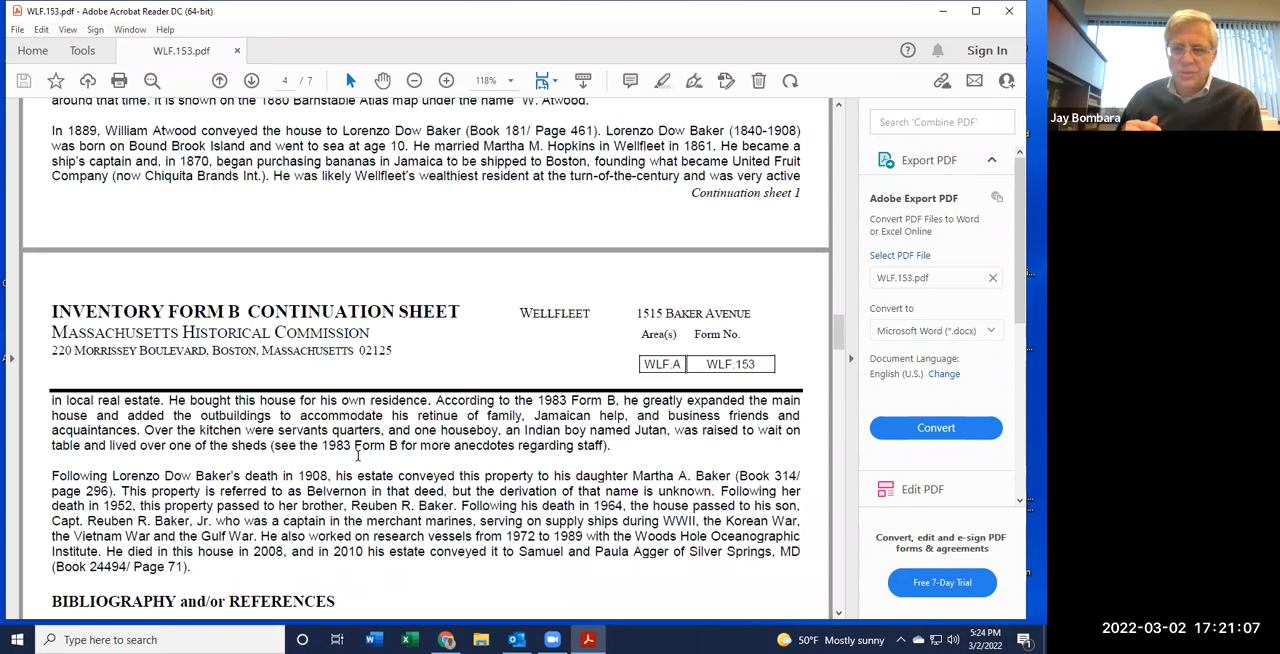 WLF.153.pdf - Adobe Acrobat Reader DC (64-bit)
File Edit View Sign Window Help
Home Tools WLF.153.pdf × Sign In
4 / 7 118%
around that time. It is shown on the 1880 Barnstable Atlas map under the name "W. Atwood."
In 1889, William Atwood conveyed the house to Lorenzo Dow Baker (Book 181/ Page 461). Lorenzo Dow Baker (1840-1908)
was born on Bound Brook Island and went to sea at age 10. He married Martha M. Hopkins in Wellfleet in 1861. He became a
ship's captain and, in 1870, began purchasing bananas in Jamaica to be shipped to Boston, founding what became United Fruit
Company (now Chiquita Brands Int.). He was likely Wellfleet's wealthiest resident at the turn-of-the-century and was very active
Continuation sheet 1
INVENTORY FORM B CONTINUATION SHEET WELLFLEET 1515 BAKER AVENUE
MASSACHUSETTS HISTORICAL COMMISSION Area(s) Form No.
220 MORRISSEY BOULEVARD, BOSTON, MASSACHUSETTS 02125
WLF.A WLF.153
in local real estate. He bought this house for his own residence. According to the 1983 Form B, he greatly expanded the main
house and added the outbuildings to accommodate his retinue of family, Jamaican help, and business friends and
acquaintances. Over the kitchen were servants quarters, and one houseboy, an Indian boy named Jutan, was raised to wait on
table and lived over one of the sheds (see the 1983 Form B for more anecdotes regarding staff).
Following Lorenzo Dow Baker's death in 1908, his estate conveyed this property to his daughter Martha A. Baker (Book 314/
page 296). This property is referred to as Belvernon in that deed, but the derivation of that name is unknown. Following her
death in 1952, this property passed to her brother, Reuben R. Baker. Following his death in 1964, the house passed to his son,
Capt. Reuben R. Baker, Jr. who was a captain in the merchant marines, serving on supply ships during WWII, the Korean War,
the Vietnam War and the Gulf War. He also worked on research vessels from 1972 to 1989 with the Woods Hole Oceanographic
Institute. He died in this house in 2008, and in 2010 his estate conveyed it to Samuel and Paula Agger of Silver Springs, MD
(Book 24494/ Page 71).
BIBLIOGRAPHY and/or REFERENCES
Search 'Combine PDF'
Export PDF
Adobe Export PDF
Convert PDF Files to Word
or Excel Online
Select PDF File
WLF.153.pdf
Convert to
Microsoft Word (*.docx)
Document Language:
English (U.S.) Change
Convert
Edit PDF
Convert, edit and e-sign PDF
forms & agreements
Free 7-Day Trial
Jay Bombara
Type here to search
50°F Mostly sunny
5:24 PM
3/2/2022
1
2022-03-02 17:21:07